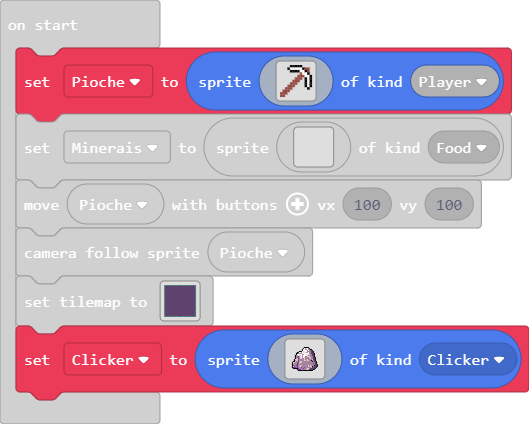 on start
set Pioche to sprite of kind Player
set Minerais to sprite of kind Food
move Pioche with buttons vx 100 vy 100
camera follow sprite Pioche
set tilemap to
set Clicker to sprite of kind Clicker